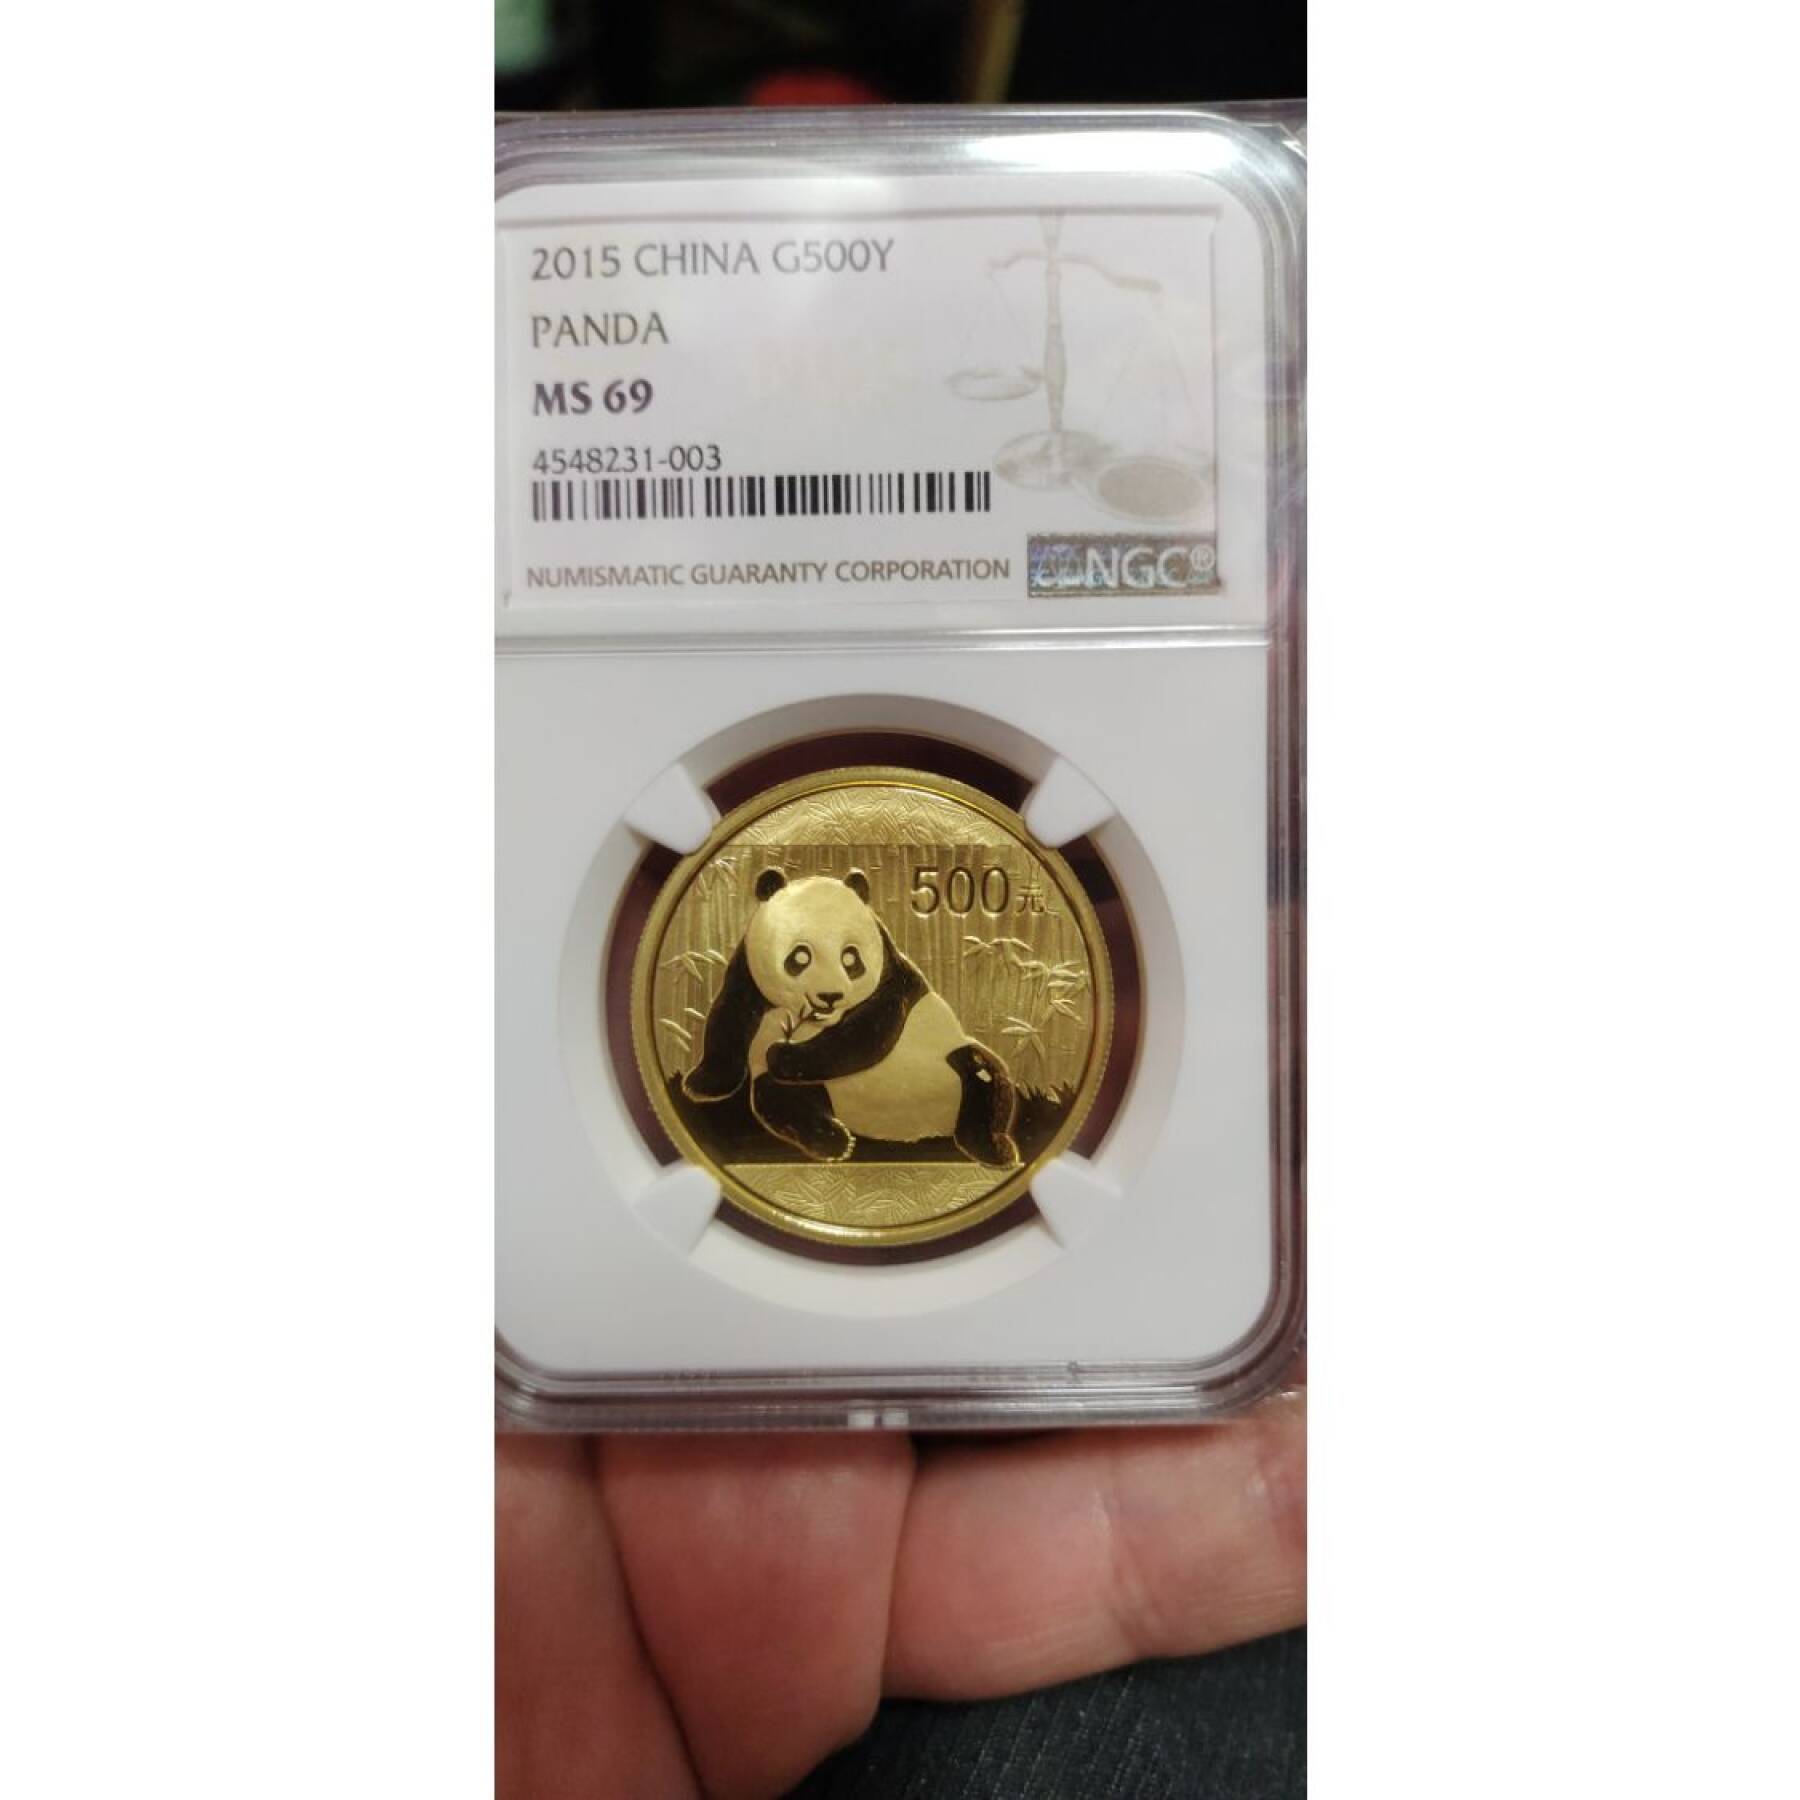 2015 CHINA G500Y
PANDA
MS 69
4548231-003
NUMISMATIC GUARANTY CORPORATION
NGC®
500元